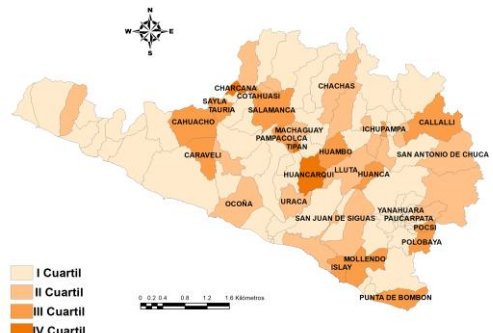 N
W E
S
CHARCANA
COTAHUASI
SAYLA
TAURIA
SALAMANCA
CHACHAS
CAHUACHO
MACHAGUAY
PAMPACOLCA
TIPAN
ICHUPAMPA
CALLALLI
CARAVELI
HUAMBO
SAN ANTONIO DE CHUCA
HUANCARQUI
LLUTA
HUANCA
OCOÑA
URACA
SAN JUAN DE SIGUAS
YANAHUARA
PAUCARPATA
POCSI
POLOBAYA
MOLLENDO
ISLAY
PUNTA DE BOMBON
I Cuartil
II Cuartil
III Cuartil
IV Cuartil
0 0.2 0.4 0.8 1.2 1.6 Kilómetros